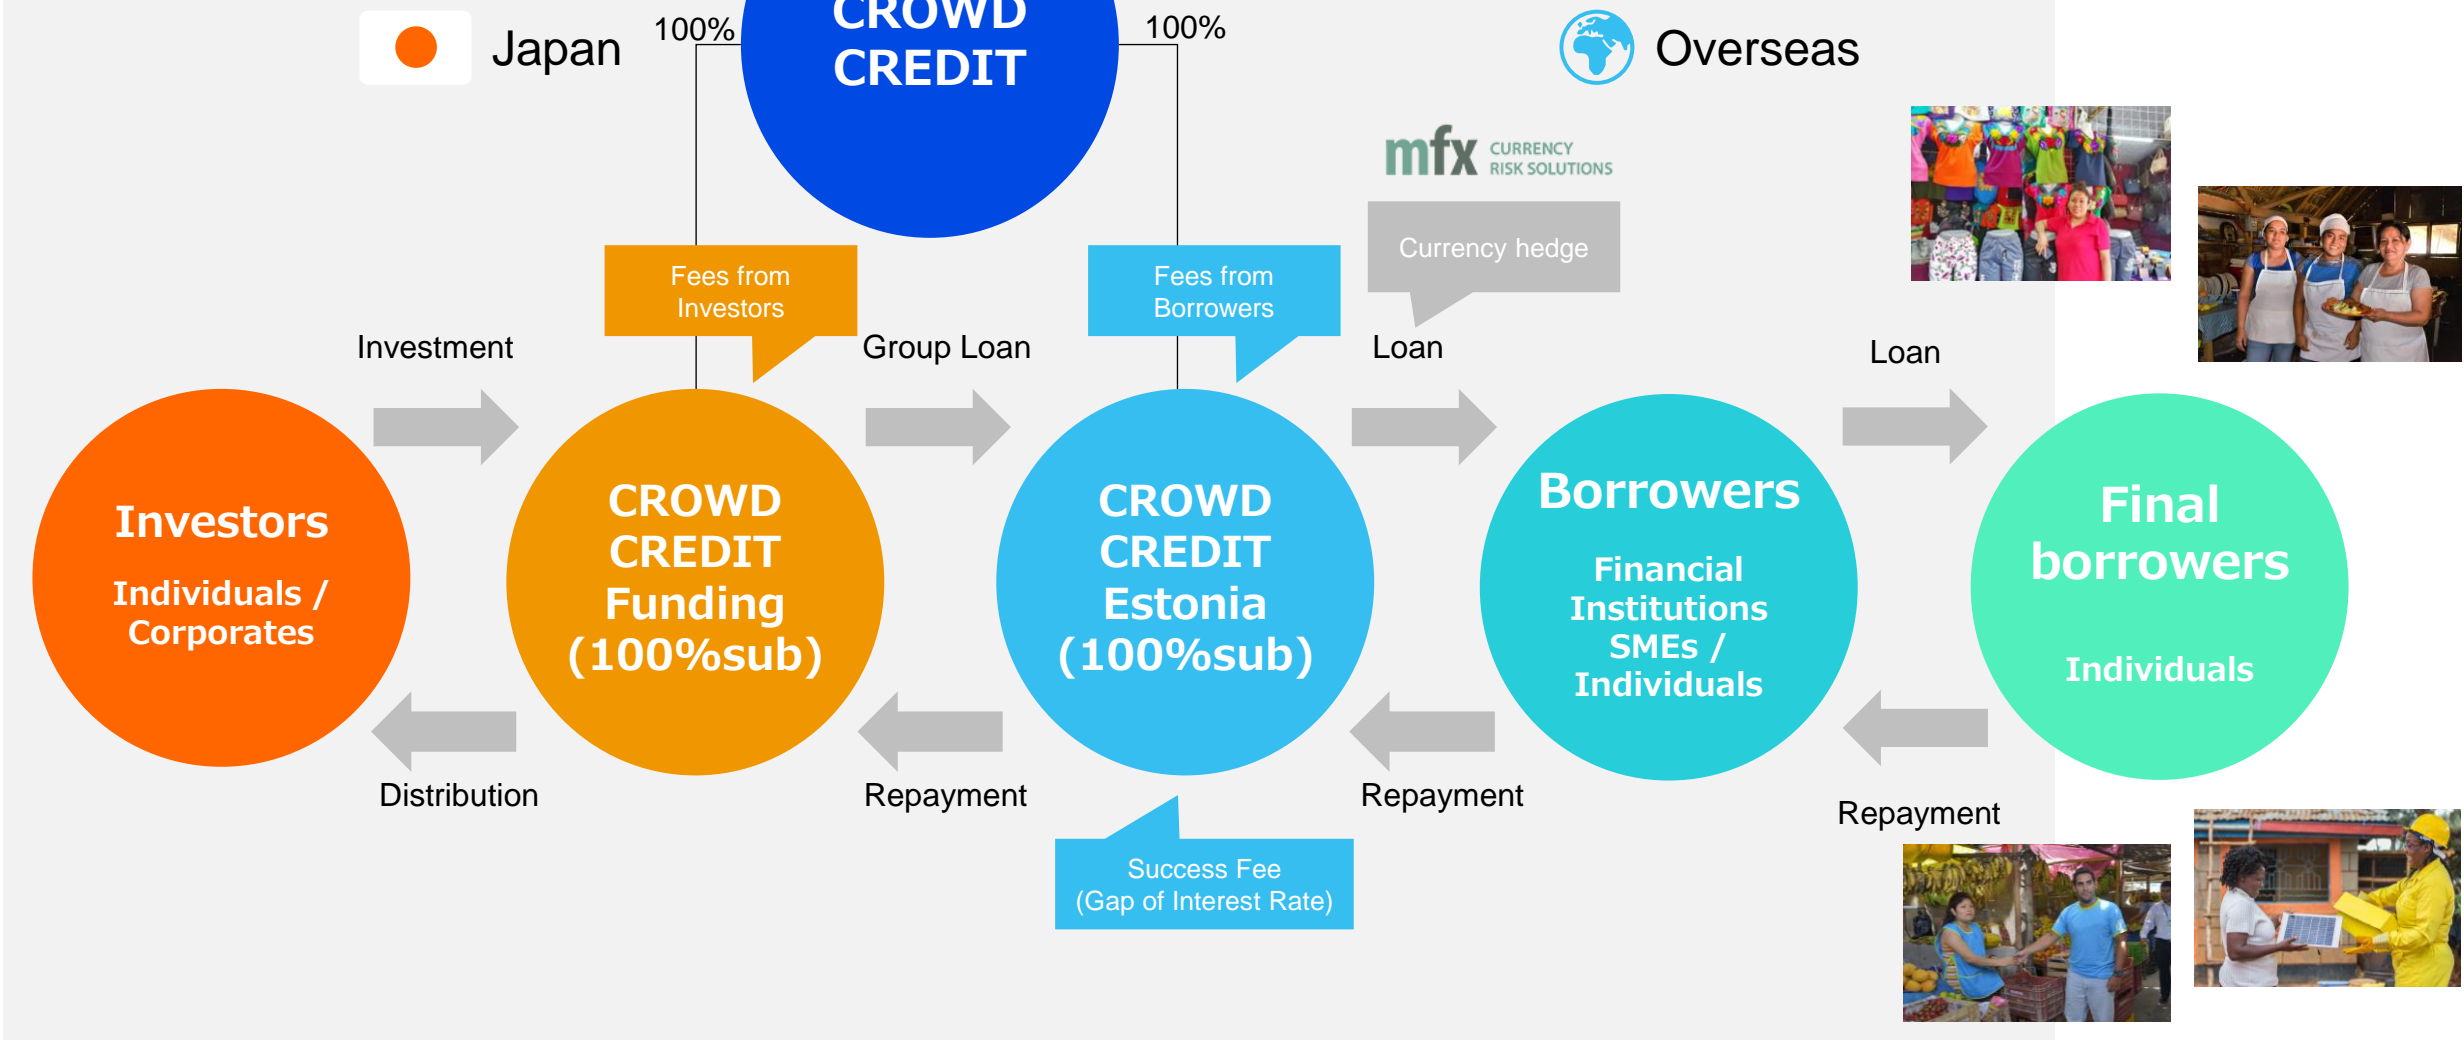 CROWD
CREDIT
Japan
100%
100%
Overseas
mfx CURRENCY
RISK SOLUTIONS
Fees from
Investors
Fees from
Borrowers
Currency hedge
Investment
Group Loan
Loan
Loan
Investors
Individuals /
Corporates
CROWD
CREDIT
Funding
(100%sub)
CROWD
CREDIT
Estonia
(100%sub)
Borrowers
Financial
Institutions
SMEs /
Individuals
Final
borrowers
Individuals
Distribution
Repayment
Repayment
Repayment
Success Fee
(Gap of Interest Rate)